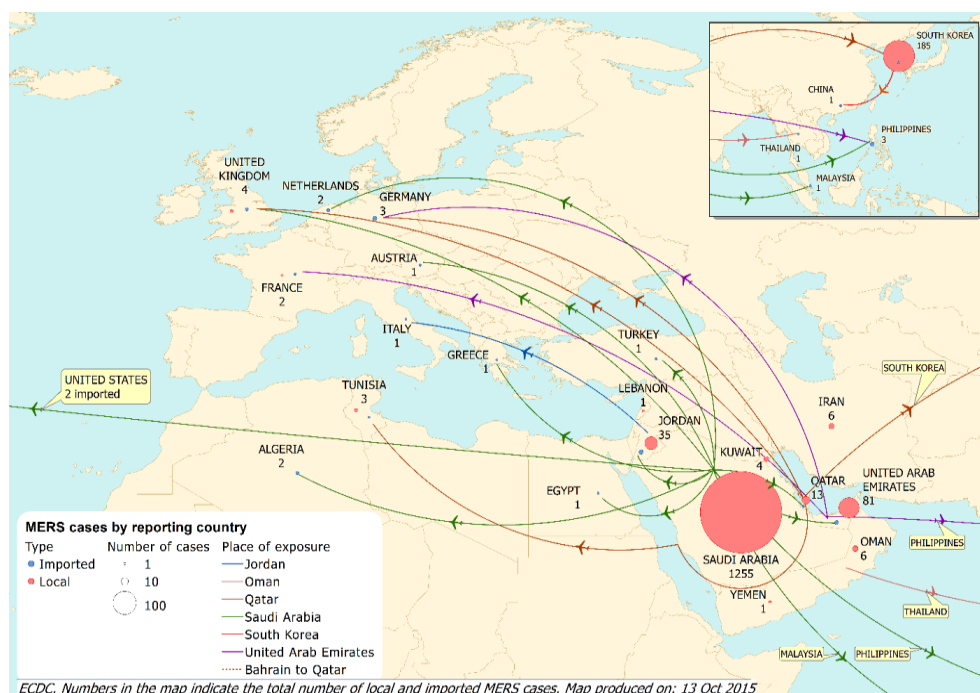 SOUTH KOREA
185
CHINA
1
PHILIPPINES
3
THAILAND
1
MALAYSIA
1
UNITED
KINGDOM
4
NETHERLANDS
2
GERMANY
3
AUSTRIA
1
FRANCE
2
ITALY
1
TURKEY
1
GREECE
1
UNITED STATES
2 imported
TUNISIA
3
LEBANON
1
JORDAN
35
SOUTH KOREA
IRAN
6
ALGERIA
2
KUWAIT
4
QATAR
13
UNITED ARAB
EMIRATES
81
EGYPT
1
PHILIPPINES
OMAN
6
SAUDI ARABIA
1255
YEMEN
1
THAILAND
MALAYSIA
PHILIPPINES
MERS cases by reporting country
Type
Imported
Local
Number of cases
1
10
100
Place of exposure
Jordan
Oman
Qatar
Saudi Arabia
South Korea
United Arab Emirates
Bahrain to Qatar
ECDC. Numbers in the map indicate the total number of local and imported MERS cases. Map produced on: 13 Oct 2015